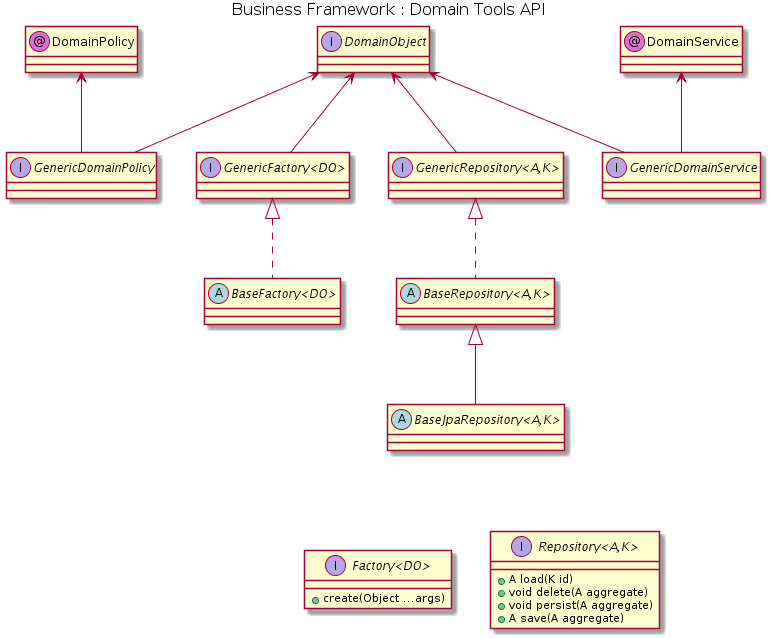 Business Framework : Domain Tools API
@ DomainPolicy
I DomainObject
@ DomainService
I GenericDomainPolicy
I GenericFactory<DO>
I GenericRepository<A,K>
I GenericDomainService
A BaseFactory<DO>
A BaseRepository<A,K>
A BaseJpaRepository<A,K>
I Factory<DO>
create(Object ...args)
I Repository<A,K>
A load(K id)
void delete(A aggregate)
void persist(A aggregate)
A save(A aggregate)